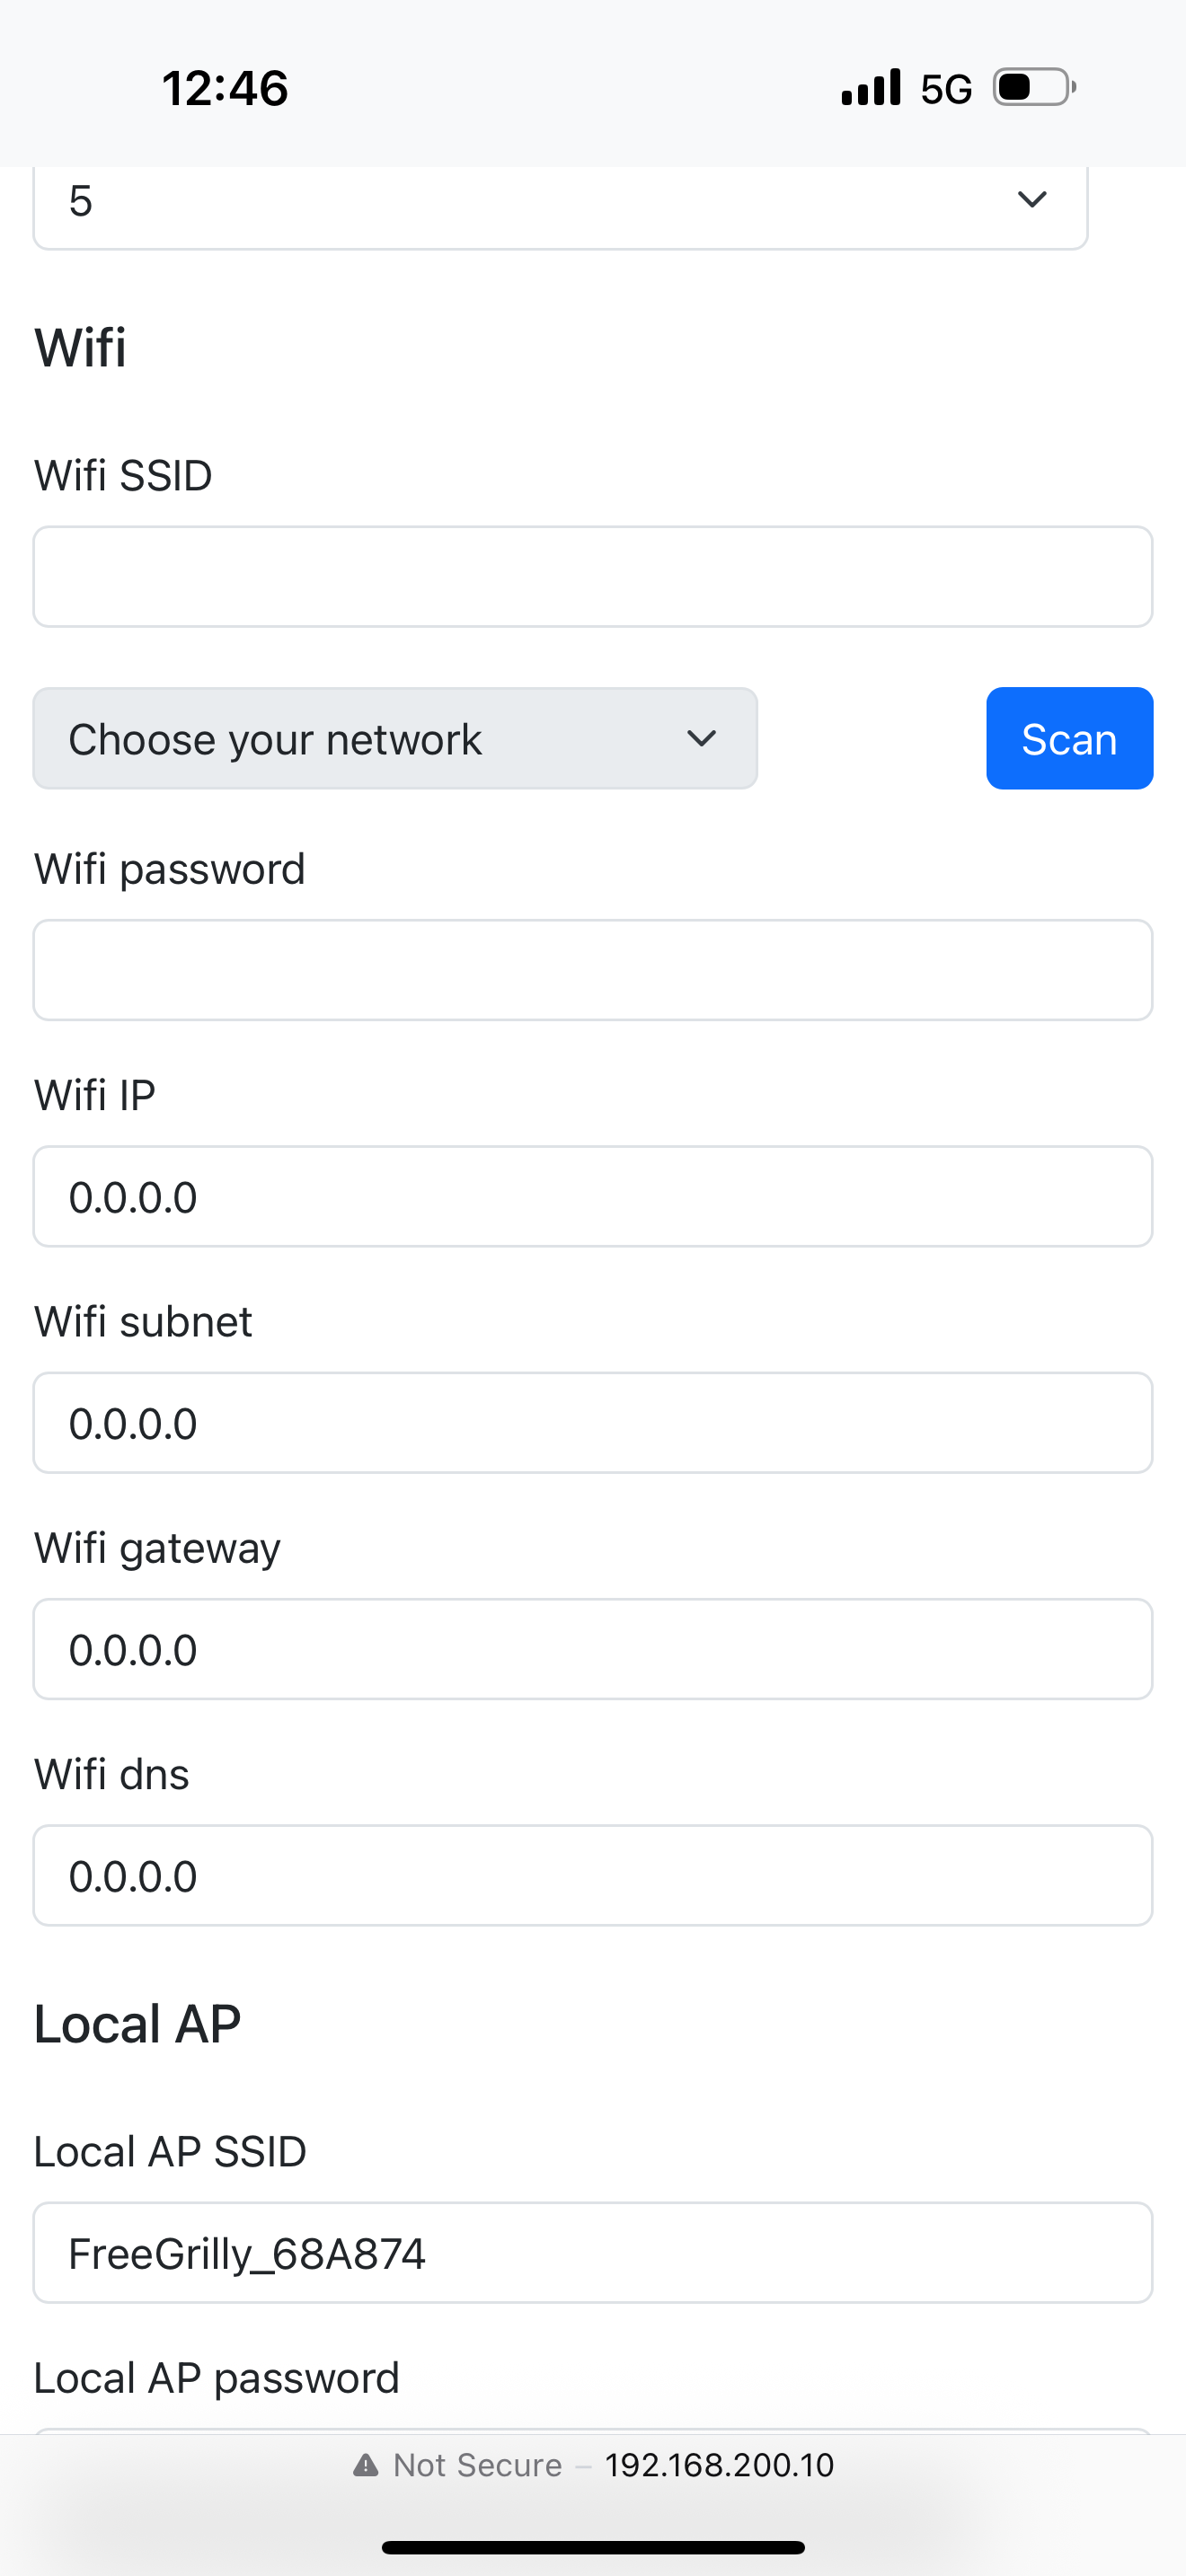 12:46 5G
5
Wifi
Wifi SSID
Choose your network Scan
Wifi password
Wifi IP
0.0.0.0
Wifi subnet
0.0.0.0
Wifi gateway
0.0.0.0
Wifi dns
0.0.0.0
Local AP
Local AP SSID
FreeGrilly_68A874
Local AP password
Not Secure – 192.168.200.10